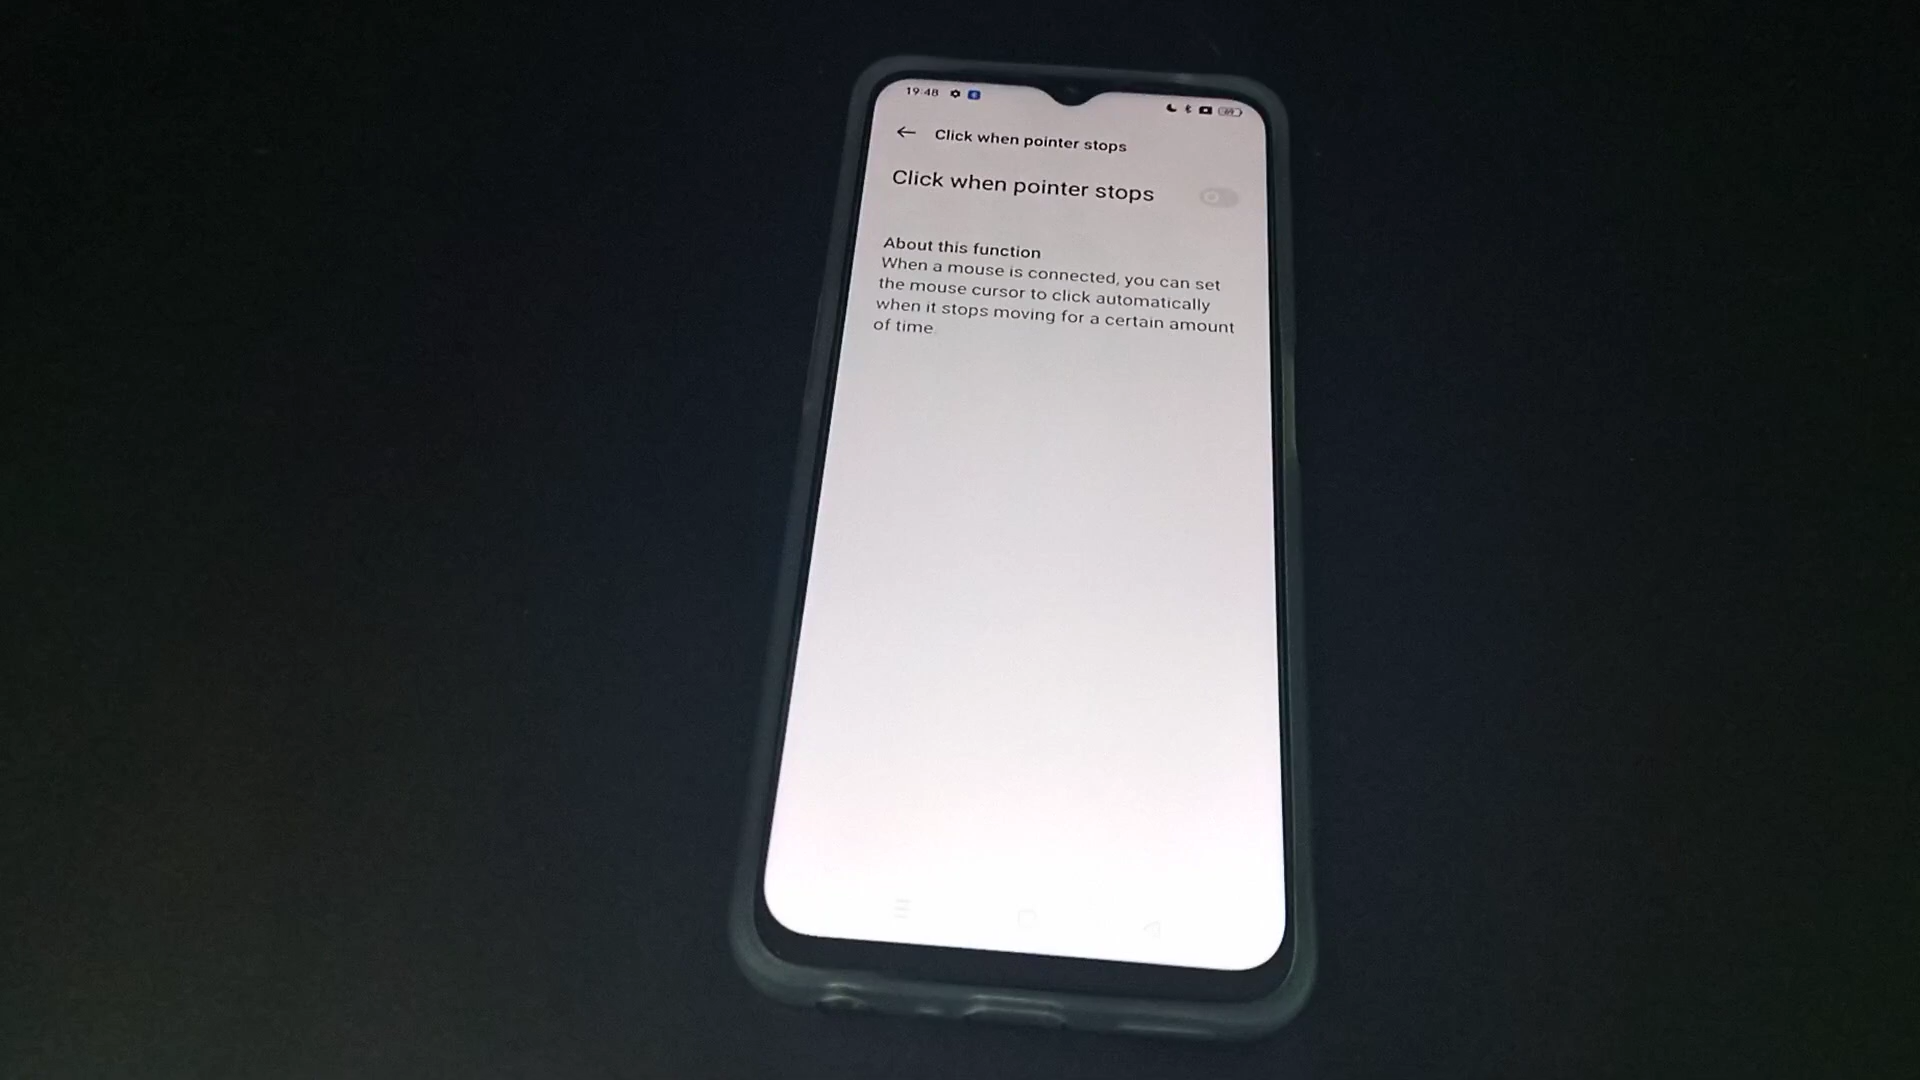 19:48
Click when pointer stops
Click when pointer stops
About this function
When a mouse is connected, you can set
the mouse cursor to click automatically
when it stops moving for a certain amount
of time